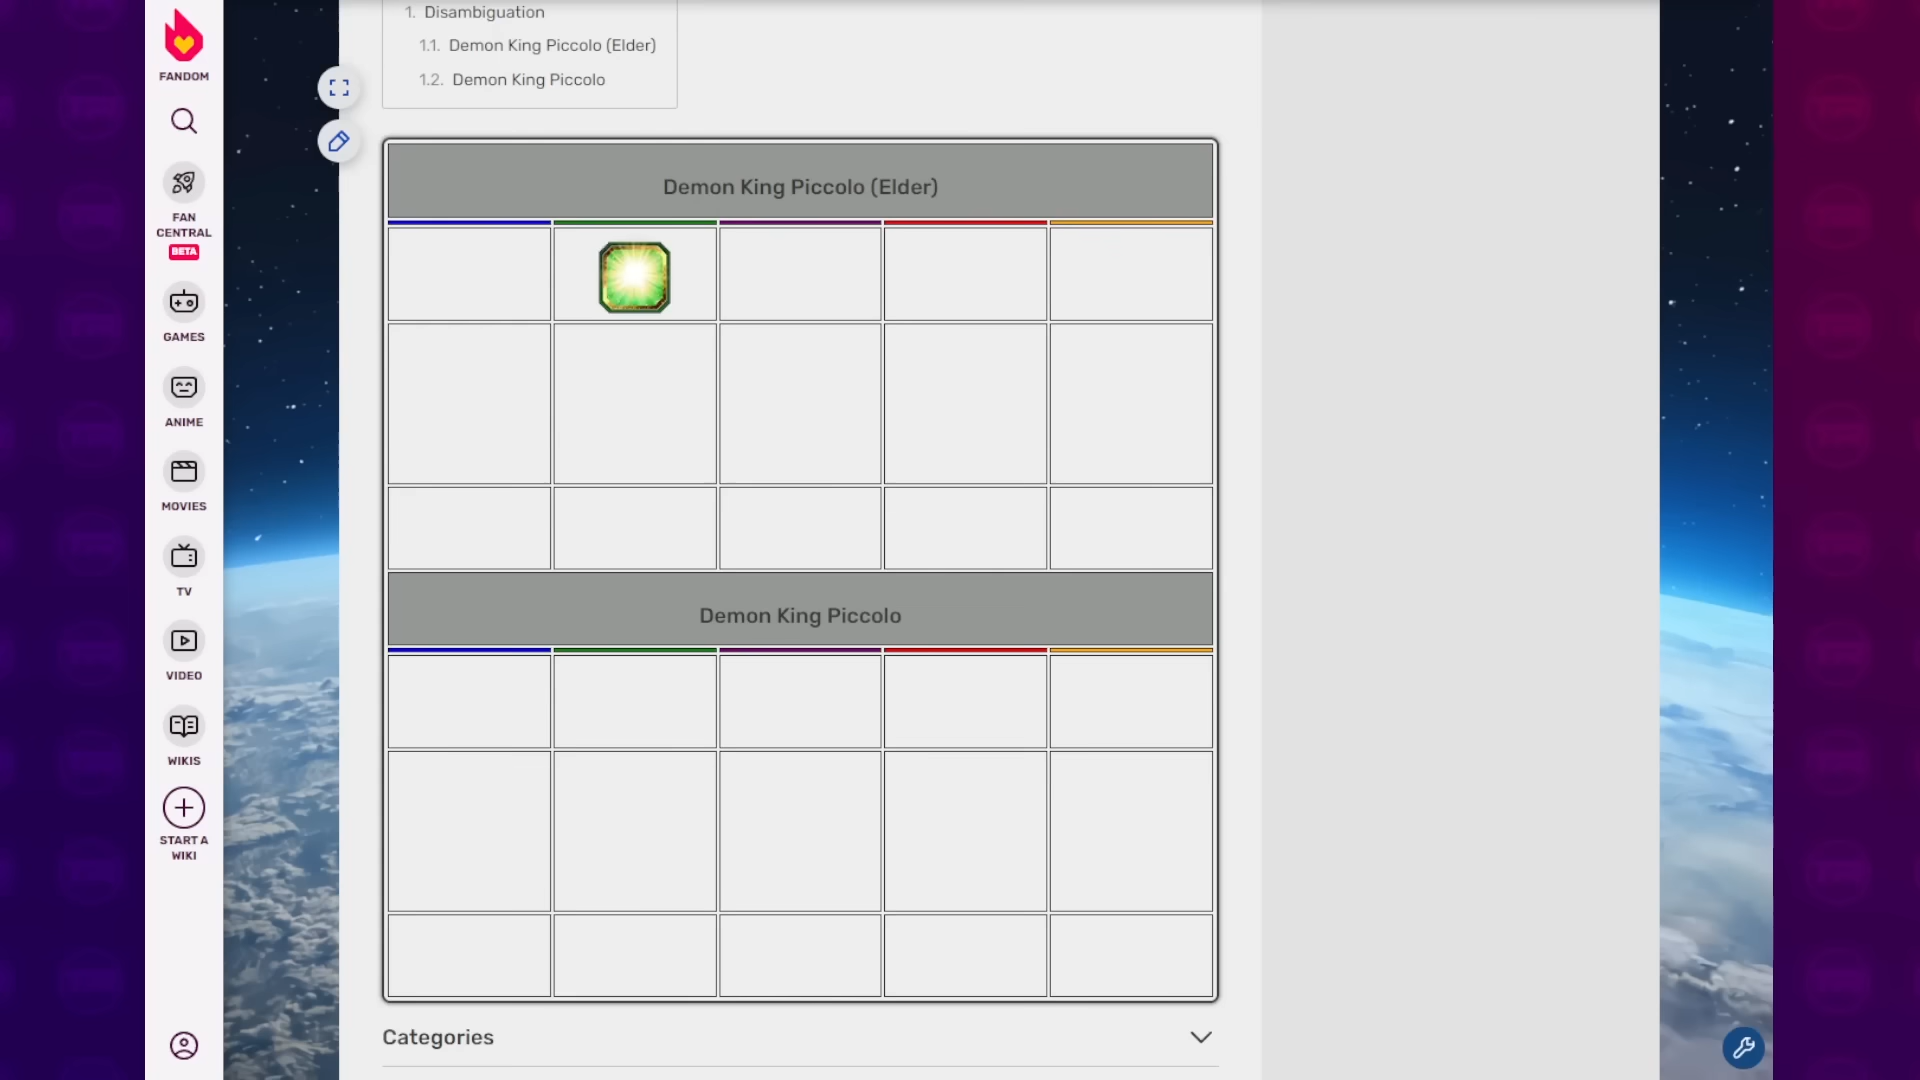 1. Disambiguation
1.1. Demon King Piccolo (Elder)
1.2. Demon King Piccolo
FANDOM
FAN
CENTRAL
BETA
GAMES
ANIME
MOVIES
TV
VIDEO
WIKIS
START A
WIKI
Demon King Piccolo (Elder)
Demon King Piccolo
Categories